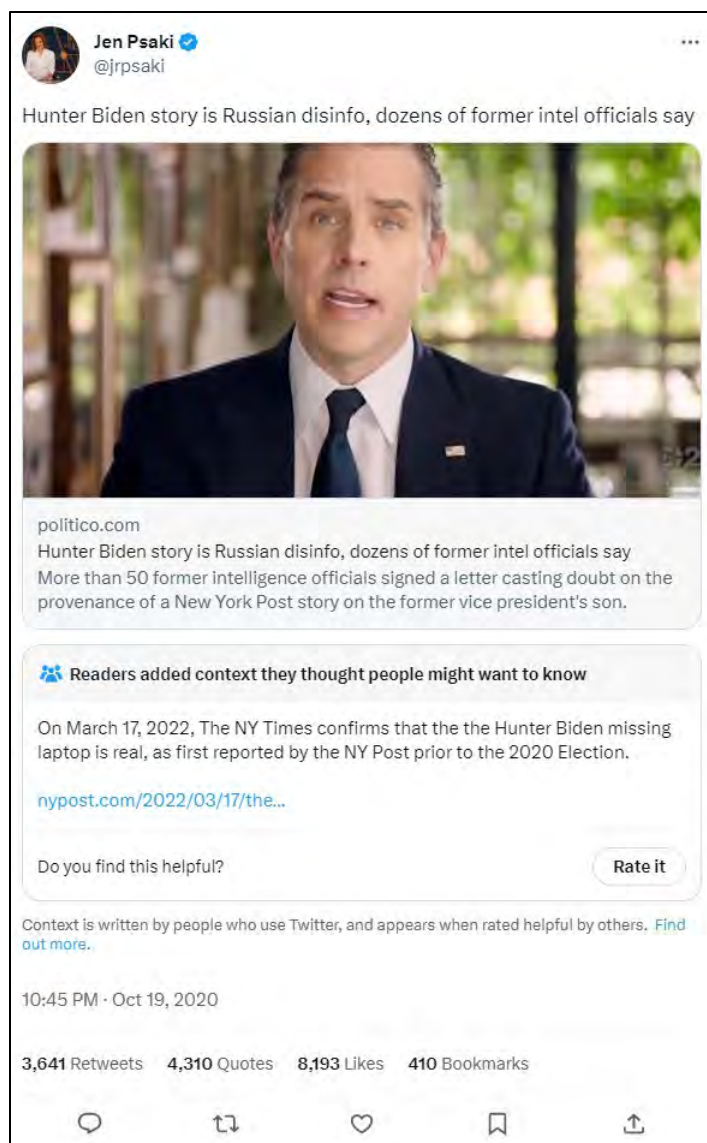 Jen Psaki
@jrpsaki
Hunter Biden story is Russian disinfo, dozens of former intel officials say
politico.com
Hunter Biden story is Russian disinfo, dozens of former intel officials say
More than 50 former intelligence officials signed a letter casting doubt on the
provenance of a New York Post story on the former vice president's son.
Readers added context they thought people might want to know
On March 17, 2022, The NY Times confirms that the the Hunter Biden missing
laptop is real, as first reported by the NY Post prior to the 2020 Election.
nypost.com/2022/03/17/the...
Do you find this helpful?
Rate it
Context is written by people who use Twitter, and appears when rated helpful by others. Find
out more.
10:45 PM · Oct 19, 2020
3,641 Retweets 4,310 Quotes 8,193 Likes 410 Bookmarks